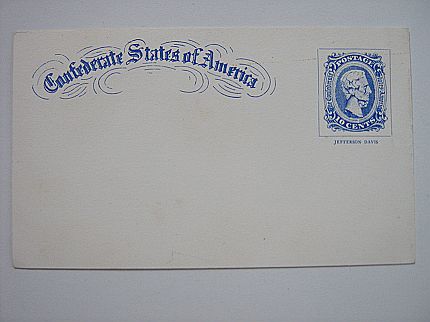 Confederate States of America
POSTAGE
10 CENTS
JEFFERSON DAVIS